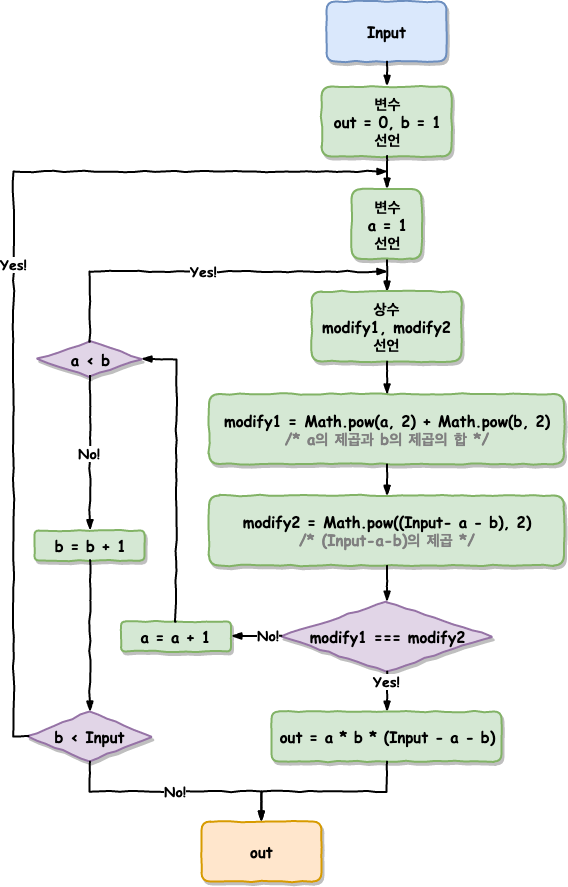 Input
변수
out = 0, b = 1
선언
변수
a = 1
선언
Yes!
Yes!
상수
modify1, modify2
선언
a < b
modify1 = Math.pow(a, 2) + Math.pow(b, 2)
/* a의 제곱과 b의 제곱의 합 */
No!
modify2 = Math.pow((Input- a - b), 2)
/* (Input-a-b)의 제곱 */
b = b + 1
a = a + 1
No!
modify1 === modify2
Yes!
b < Input
out = a * b * (Input - a - b)
No!
out